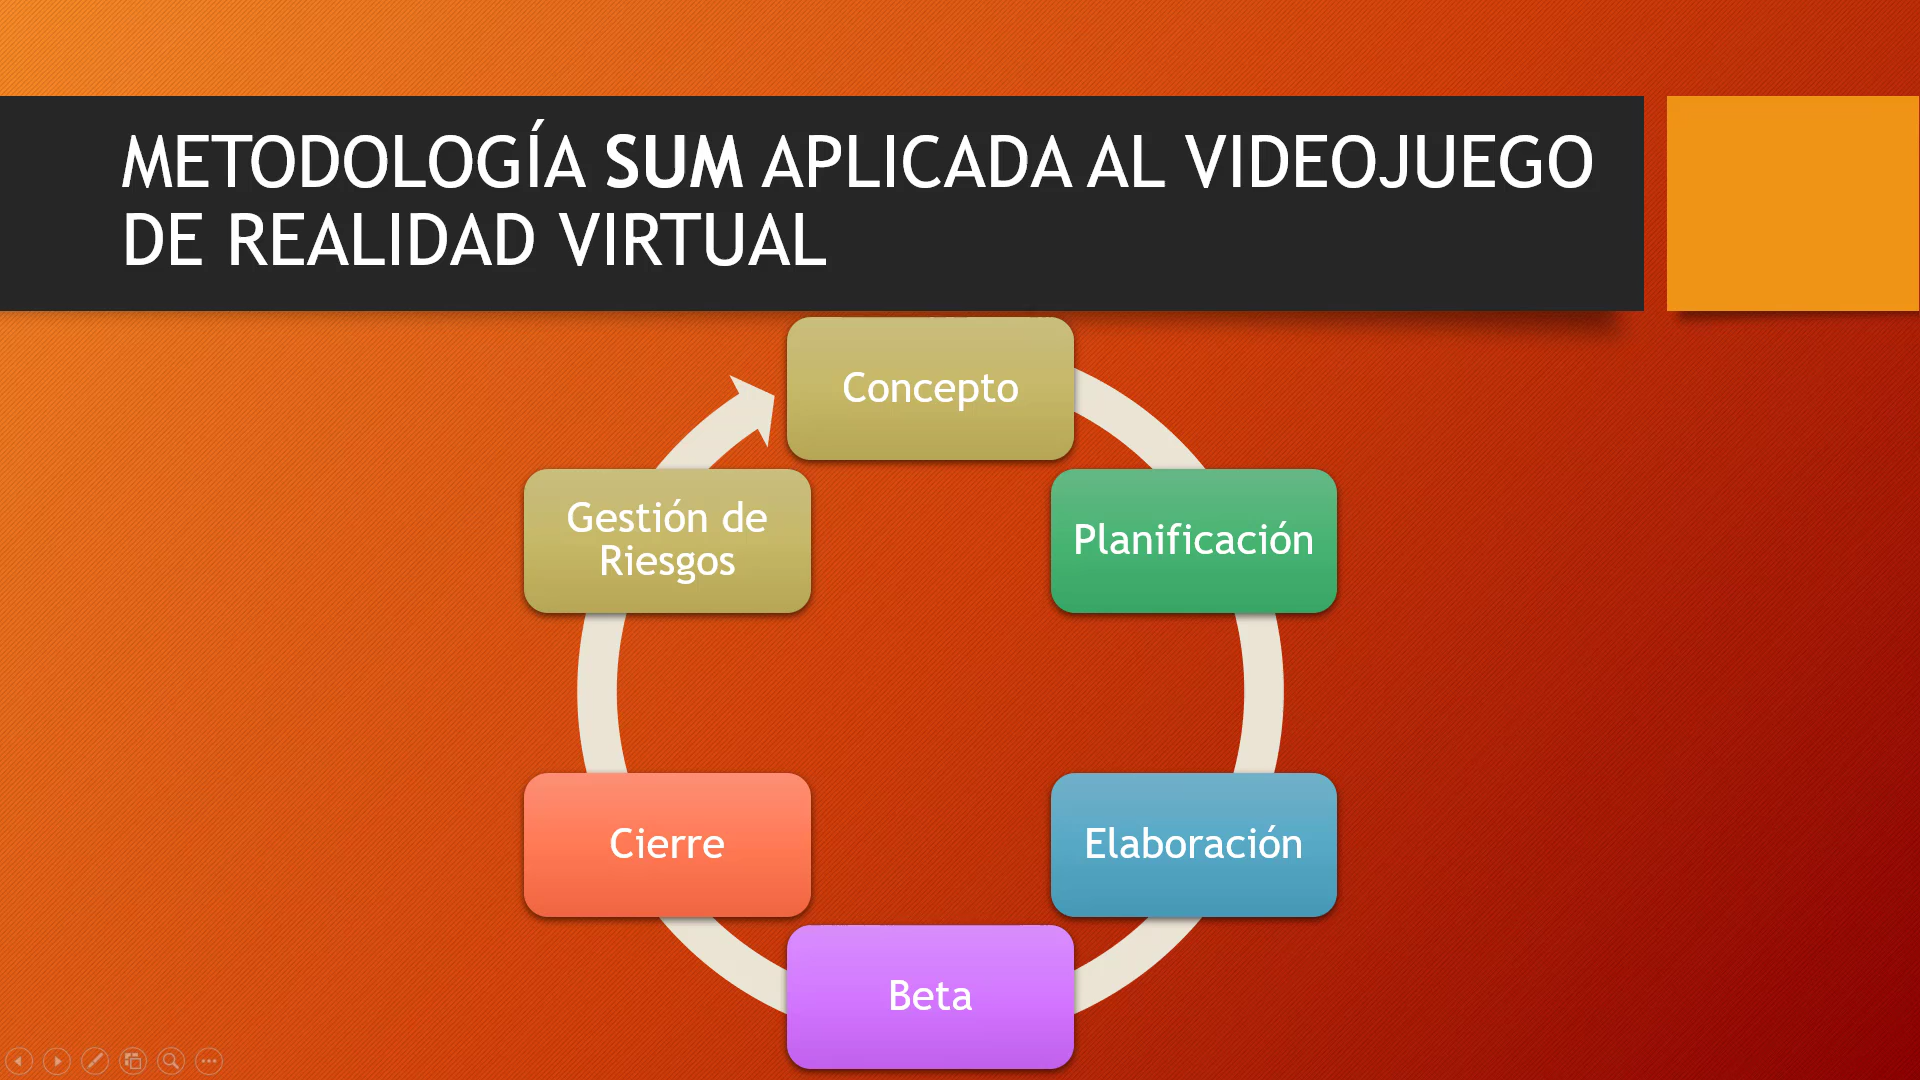 METODOLOGÍA SUM APLICADA AL VIDEOJUEGO
DE REALIDAD VIRTUAL
Concepto
Planificación
Elaboración
Beta
Cierre
Gestión de
Riesgos